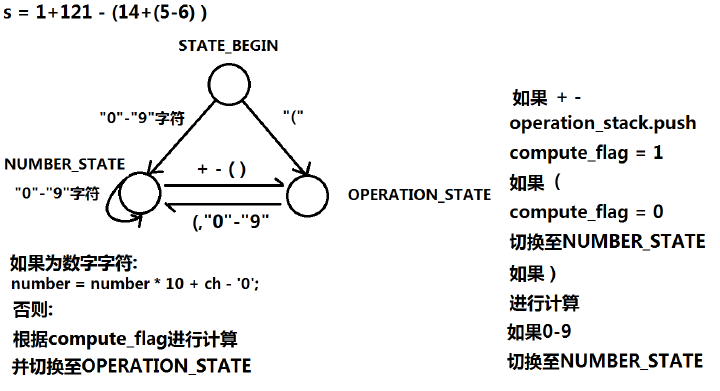 s = 1+121 - (14+(5-6) )
STATE_BEGIN
"0"-"9"字符
"("
NUMBER_STATE
"0"-"9"字符
+ - ( )
(,"0"-"9"
OPERATION_STATE
如果为数字字符:
number = number * 10 + ch - '0';
否则:
根据compute_flag进行计算
并切换至OPERATION_STATE
如果 + -
operation_stack.push
compute_flag = 1
如果 (
compute_flag = 0
切换至NUMBER_STATE
如果 )
进行计算
如果0-9
切换至NUMBER_STATE